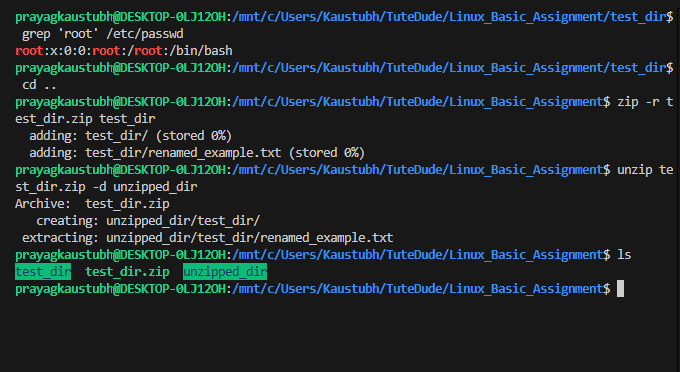 prayagkaustubh@DESKTOP-0LJ12OH:/mnt/c/Users/Kaustubh/TuteDude/Linux_Basic_Assignment/test_dir$
 grep 'root' /etc/passwd
root:x:0:0:root:/root:/bin/bash
prayagkaustubh@DESKTOP-0LJ12OH:/mnt/c/Users/Kaustubh/TuteDude/Linux_Basic_Assignment/test_dir$
 cd ..
prayagkaustubh@DESKTOP-0LJ12OH:/mnt/c/Users/Kaustubh/TuteDude/Linux_Basic_Assignment$ zip -r t
est_dir.zip test_dir
  adding: test_dir/ (stored 0%)
  adding: test_dir/renamed_example.txt (stored 0%)
prayagkaustubh@DESKTOP-0LJ12OH:/mnt/c/Users/Kaustubh/TuteDude/Linux_Basic_Assignment$ unzip te
st_dir.zip -d unzipped_dir
Archive:  test_dir.zip
   creating: unzipped_dir/test_dir/
 extracting: unzipped_dir/test_dir/renamed_example.txt
prayagkaustubh@DESKTOP-0LJ12OH:/mnt/c/Users/Kaustubh/TuteDude/Linux_Basic_Assignment$ ls
test_dir  test_dir.zip  unzipped_dir
prayagkaustubh@DESKTOP-0LJ12OH:/mnt/c/Users/Kaustubh/TuteDude/Linux_Basic_Assignment$